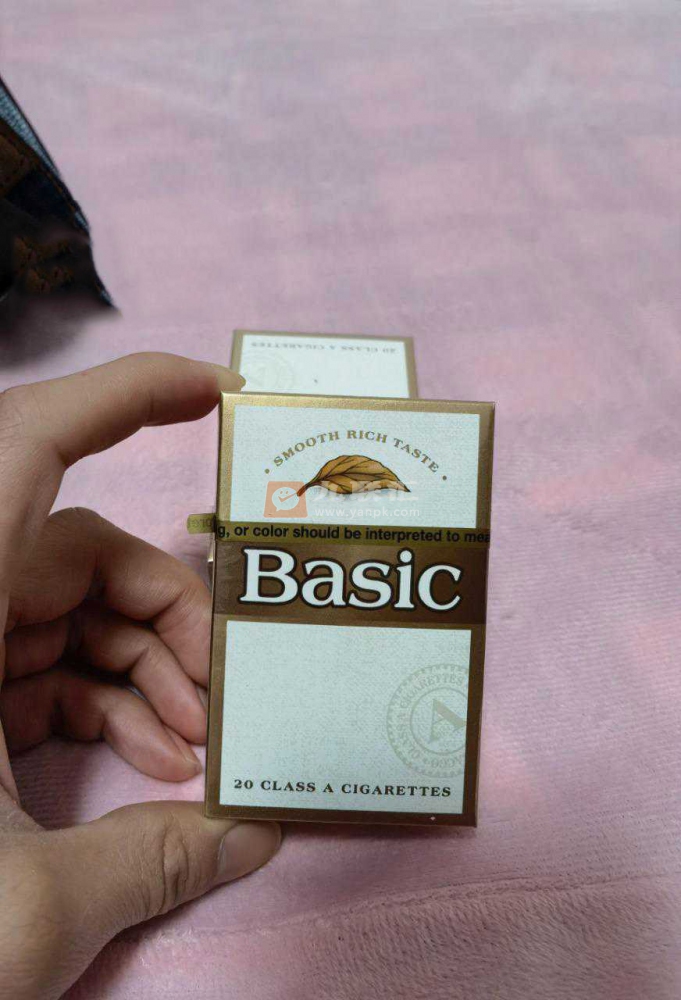 20 CLASS A CIGARETTES
SMOOTH RICH TASTE
www.yanpk.com
g, or color should be interpreted to mea
Basic
CIGARETTES
20 CLASS A CIGARETTES